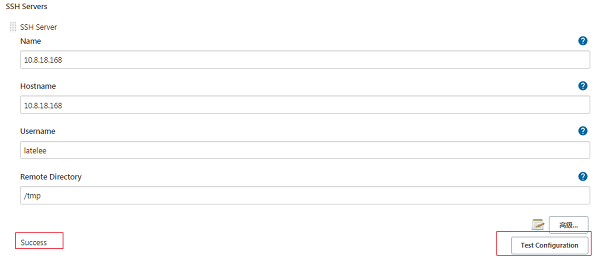 SSH Servers
SSH Server
Name
10.8.18.168
Hostname
10.8.18.168
Username
latelee
Remote Directory
/tmp
高级...
Success
Test Configuration